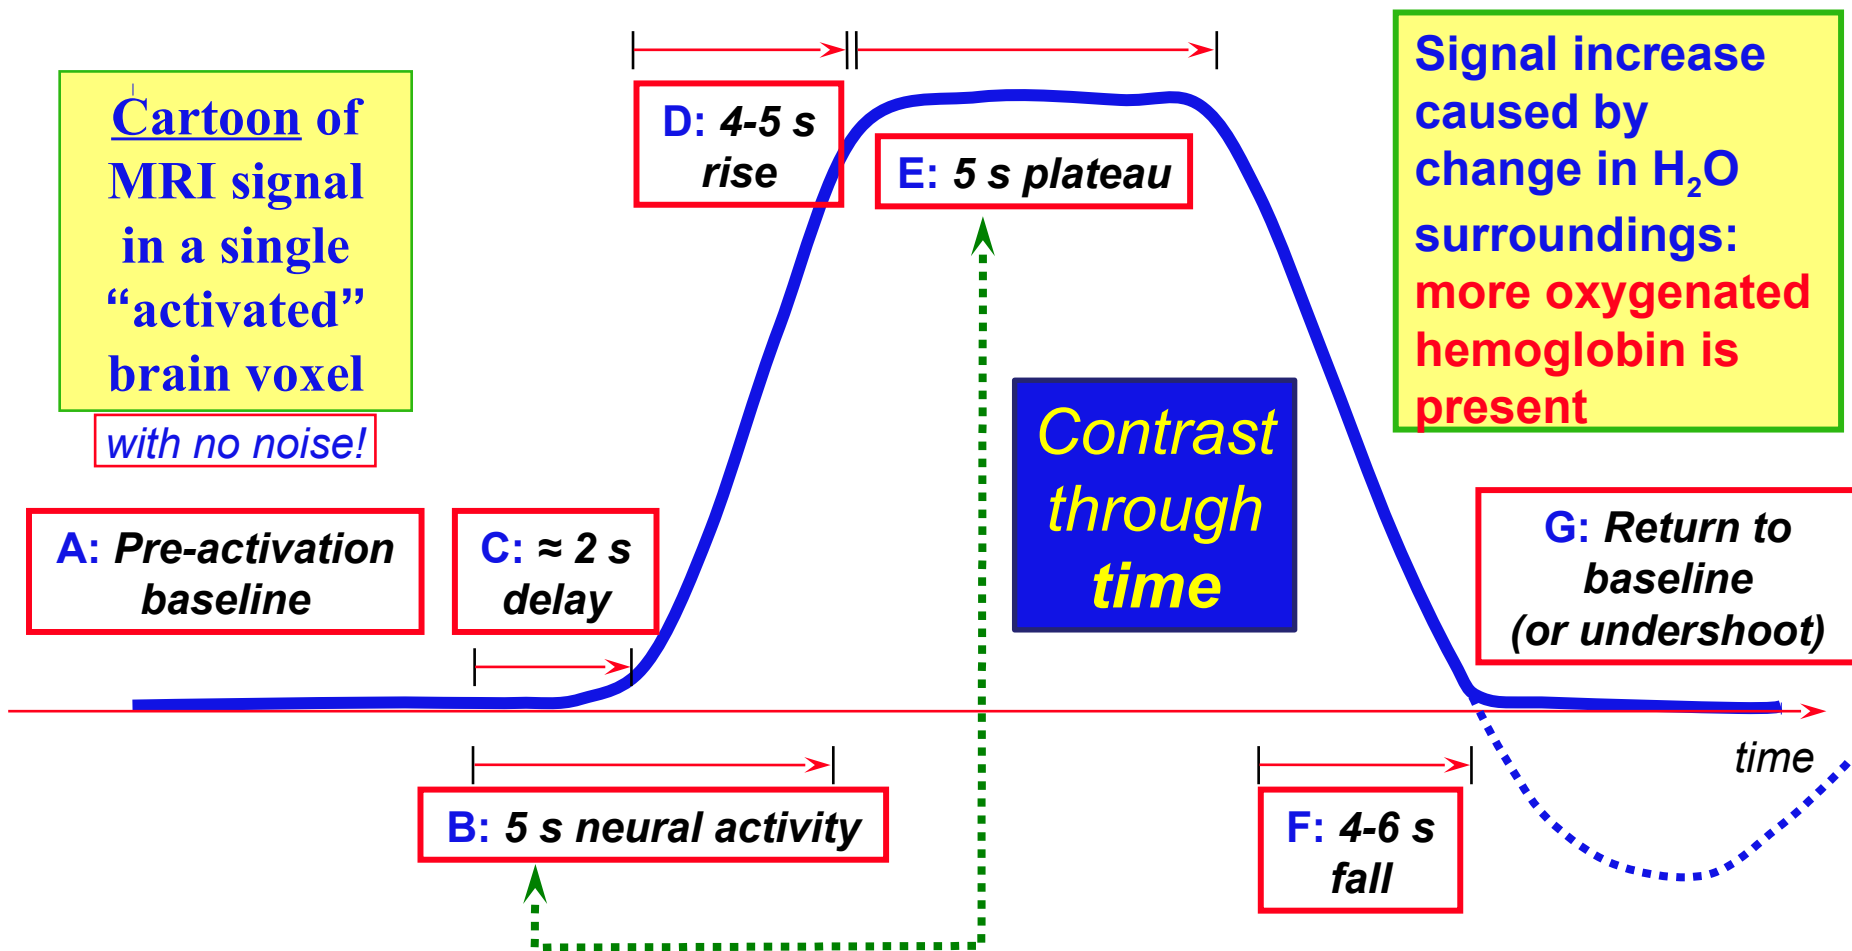 Cartoon of
MRI signal
in a single
“activated”
brain voxel
with no noise!
D: 4-5 s
rise
E: 5 s plateau
Signal increase
caused by
change in H₂O
surroundings:
more oxygenated
hemoglobin is
present
Contrast
through
time
A: Pre-activation
baseline
C: ≈ 2 s
delay
G: Return to
baseline
(or undershoot)
time
B: 5 s neural activity
F: 4-6 s
fall